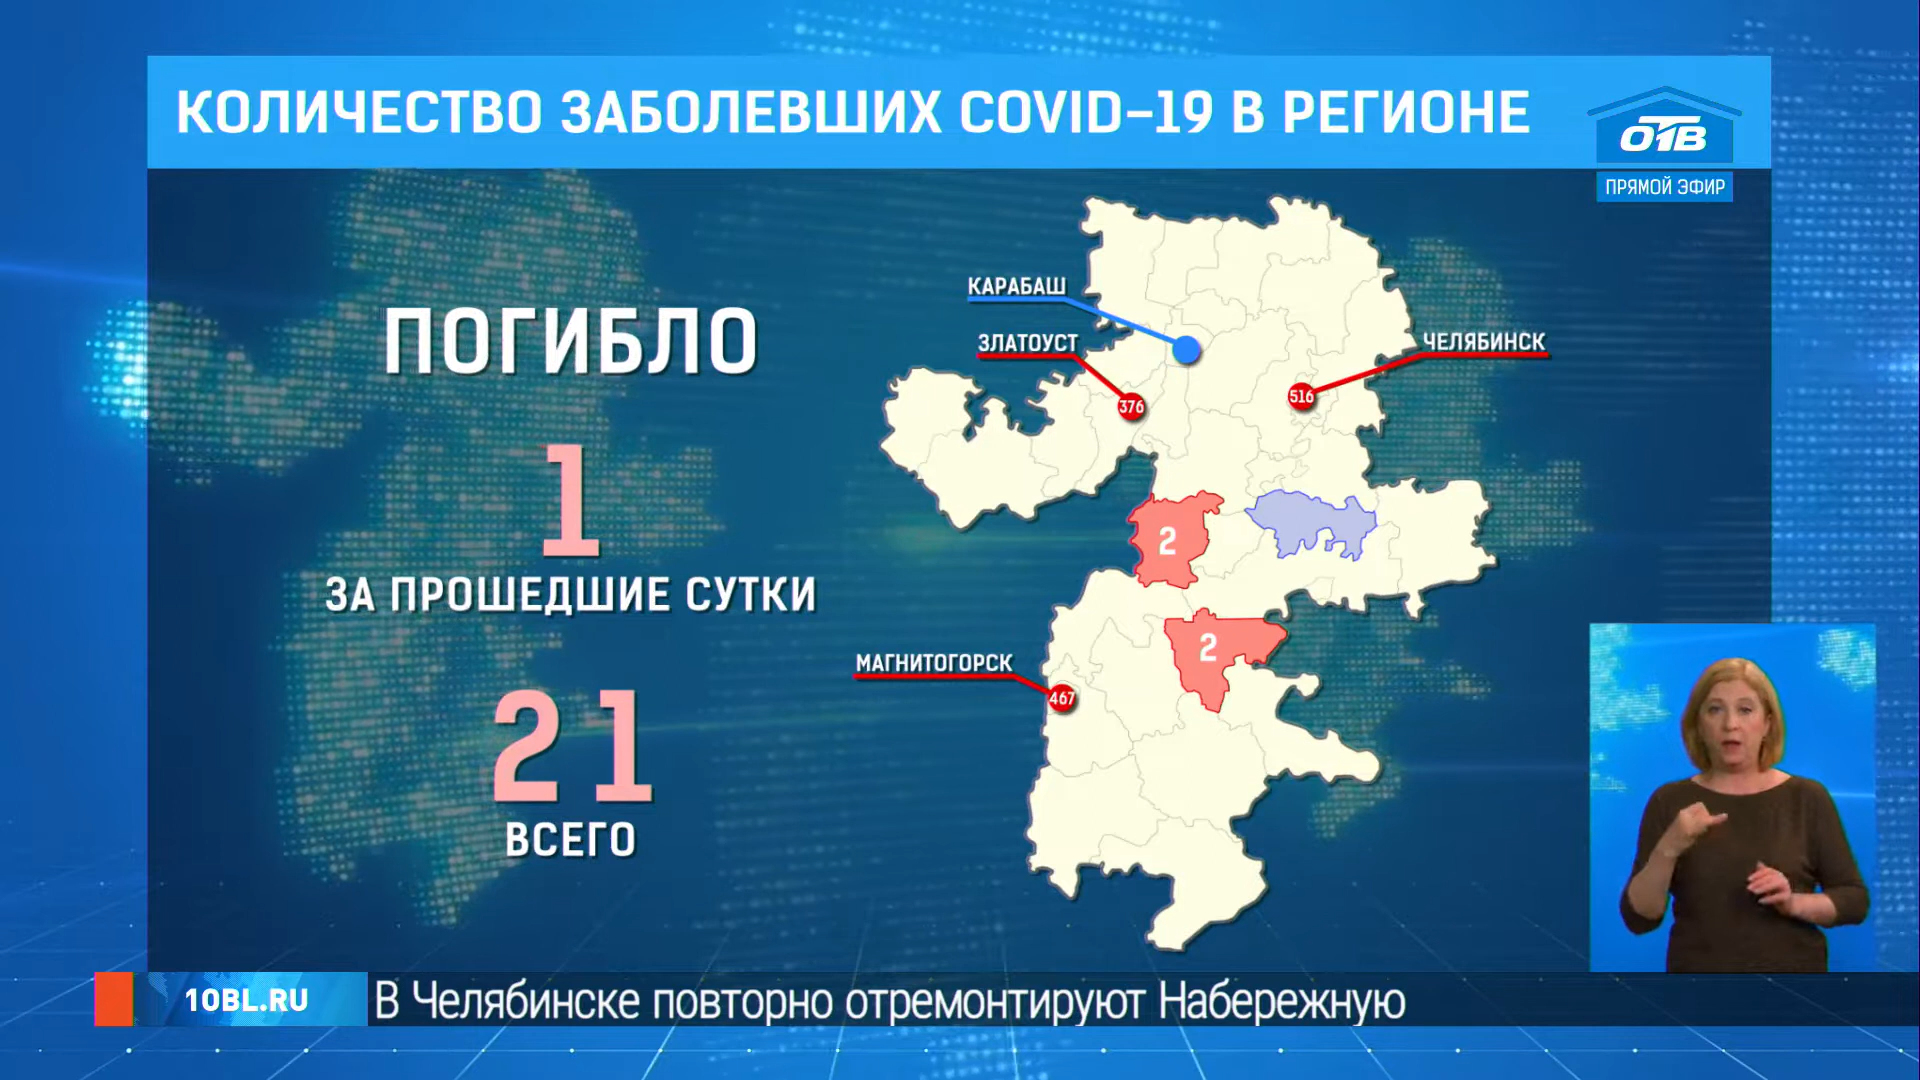 КОЛИЧЕСТВО ЗАБОЛЕВШИХ COVID-19 В РЕГИОНЕ
ОТВ
ПРЯМОЙ ЭФИР
ПОГИБЛО
1
ЗА ПРОШЕДШИЕ СУТКИ
21
ВСЕГО
КАРАБАШ
ЗЛАТОУСТ
376
ЧЕЛЯБИНСК
516
2
2
МАГНИТОГОРСК
467
10BL.RU
В Челябинске повторно отремонтируют Набережную